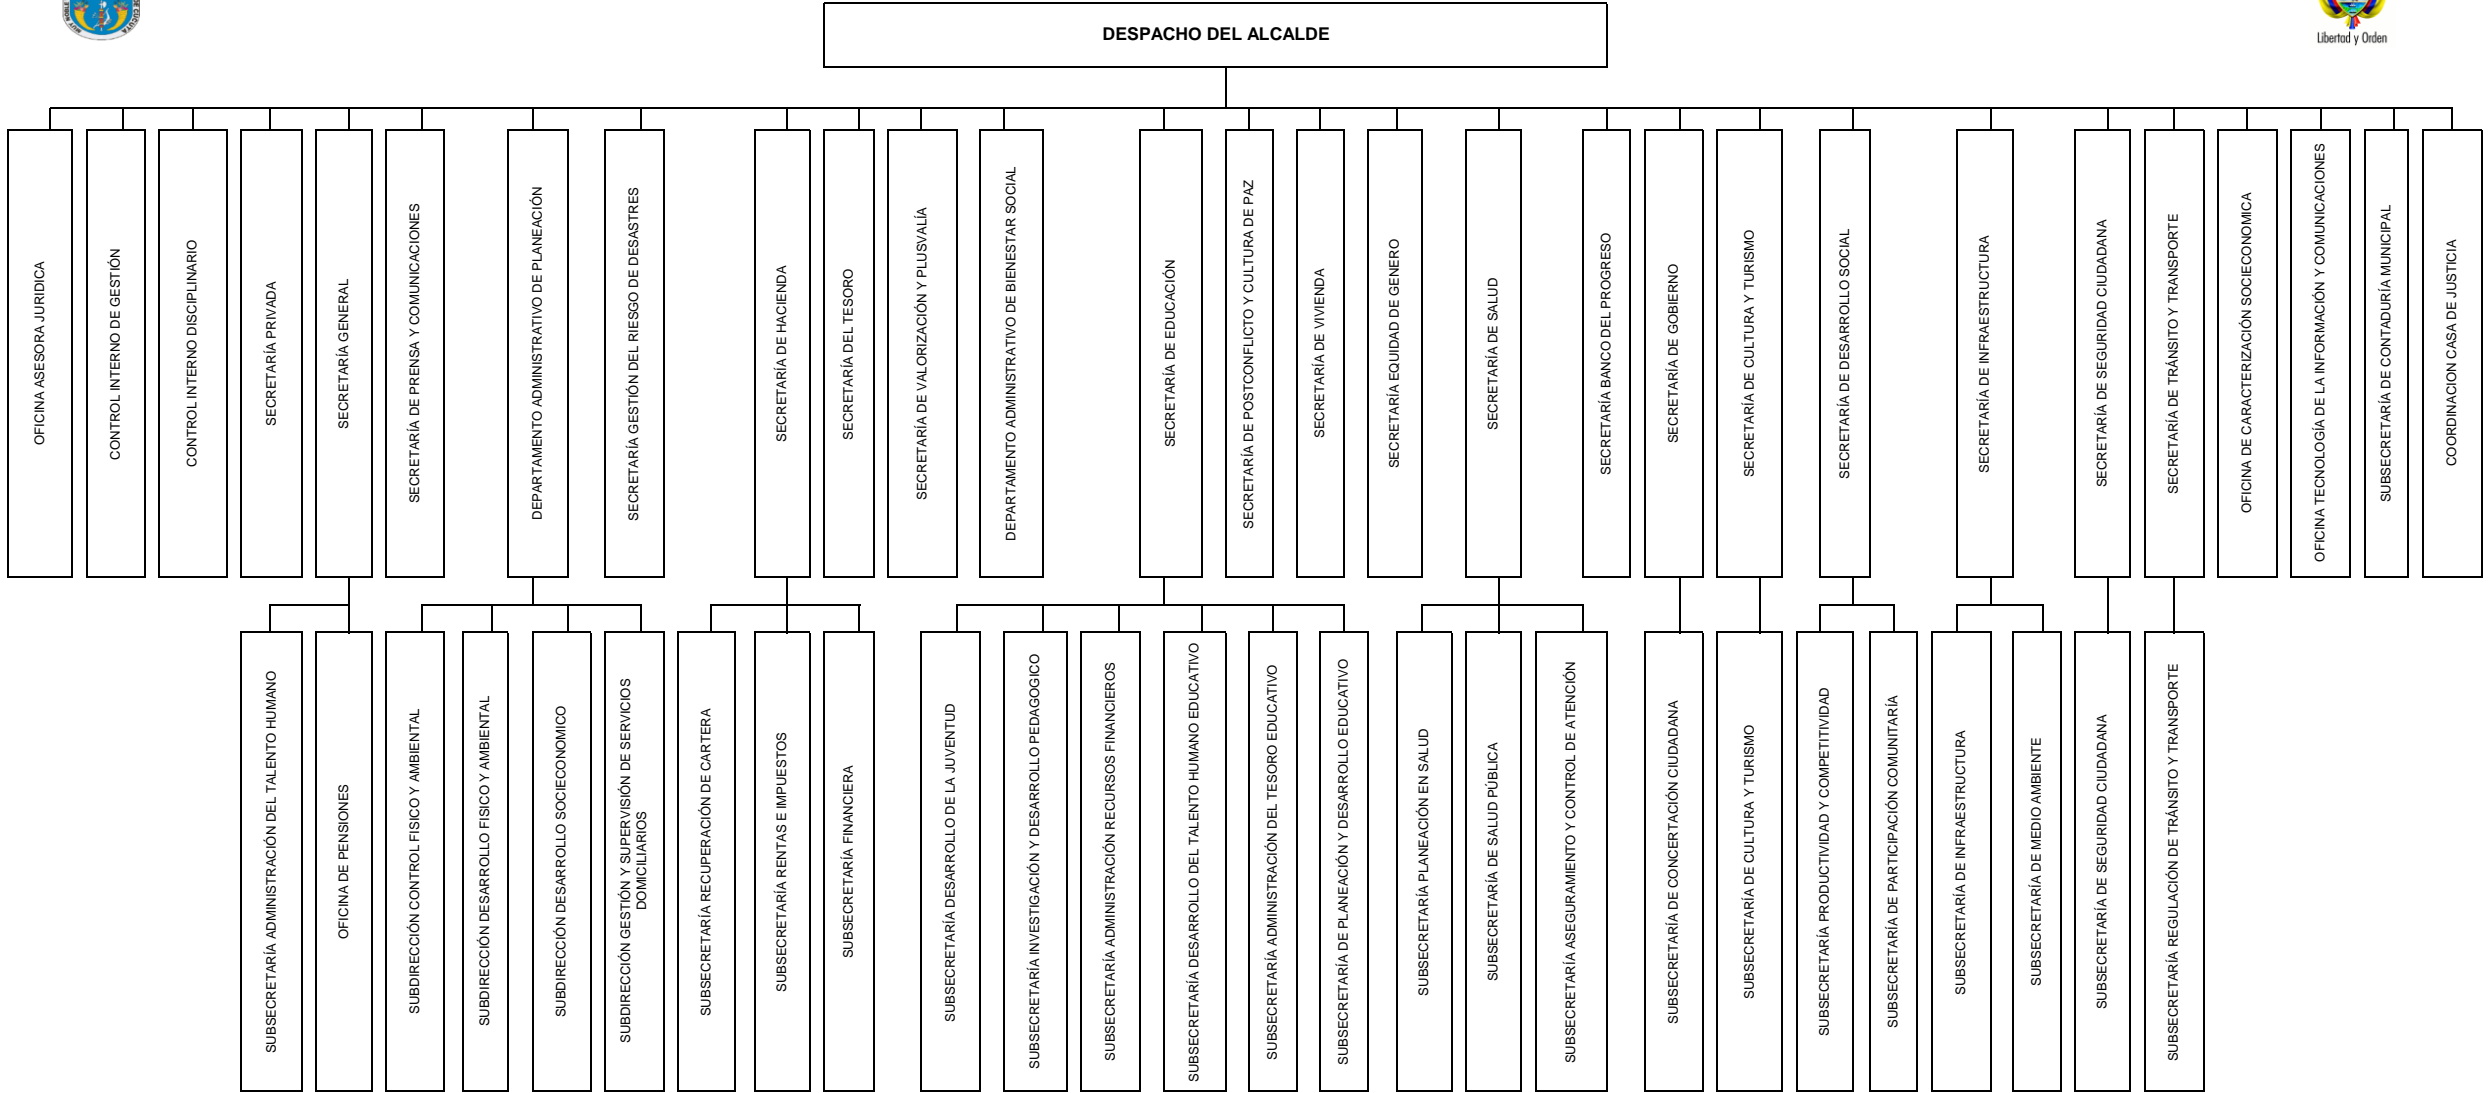 MUY NOBLE
SE CUCUTA
Libertad y Orden
DESPACHO DEL ALCALDE
OFICINA ASESORA JURIDICA
CONTROL INTERNO DE GESTIÓN
CONTROL INTERNO DISCIPLINARIO
SECRETARÍA PRIVADA
SECRETARÍA GENERAL
SECRETARÍA DE PRENSA Y COMUNICACIONES
DEPARTAMENTO ADMINISTRATIVO DE PLANEACIÓN
SECRETARÍA GESTIÓN DEL RIESGO DE DESASTRES
SECRETARÍA DE HACIENDA
SECRETARÍA DEL TESORO
SECRETARÍA DE VALORIZACIÓN Y PLUSVALÍA
DEPARTAMENTO ADMINISTRATIVO DE BIENESTAR SOCIAL
SECRETARÍA DE EDUCACIÓN
SECRETARÍA DE POSTCONFLICTO Y CULTURA DE PAZ
SECRETARÍA DE VIVIENDA
SECRETARÍA EQUIDAD DE GENERO
SECRETARÍA DE SALUD
SECRETARÍA BANCO DEL PROGRESO
SECRETARÍA DE GOBIERNO
SECRETARÍA DE CULTURA Y TURISMO
SECRETARÍA DE DESARROLLO SOCIAL
SECRETARÍA DE INFRAESTRUCTURA
SECRETARÍA DE SEGURIDAD CIUDADANA
SECRETARÍA DE TRÁNSITO Y TRANSPORTE
OFICINA DE CARACTERIZACIÓN SOCIECONOMICA
OFICINA TECNOLOGÍA DE LA INFORMACIÓN Y COMUNICACIONES
SUBSECRETARÍA DE CONTADURÍA MUNICIPAL
COORDINACION CASA DE JUSTICIA
SUBSECRETARÍA ADMINISTRACIÓN DEL TALENTO HUMANO
OFICINA DE PENSIONES
SUBDIRECCIÓN CONTROL FISICO Y AMBIENTAL
SUBDIRECCIÓN DESARROLLO FISICO Y AMBIENTAL
SUBDIRECCIÓN DESARROLLO SOCIECONOMICO
SUBDIRECCIÓN GESTIÓN Y SUPERVISIÓN DE SERVICIOS
DOMICILIARIOS
SUBSECRETARÍA RECUPERACIÓN DE CARTERA
SUBSECRETARÍA RENTAS E IMPUESTOS
SUBSECRETARÍA FINANCIERA
SUBSECRETARÍA DESARROLLO DE LA JUVENTUD
SUBSECRETARÍA INVESTIGACIÓN Y DESARROLLO PEDAGOGICO
SUBSECRETARÍA ADMINISTRACIÓN RECURSOS FINANCIEROS
SUBSECRETARÍA DESARROLLO DEL TALENTO HUMANO EDUCATIVO
SUBSECRETARÍA ADMINISTRACIÓN DEL TESORO EDUCATIVO
SUBSECRETARÍA DE PLANEACIÓN Y DESARROLLO EDUCATIVO
SUBSECRETARÍA PLANEACIÓN EN SALUD
SUBSECRETARÍA DE SALUD PÚBLICA
SUBSECRETARÍA ASEGURAMIENTO Y CONTROL DE ATENCIÓN
SUBSECRETARÍA DE CONCERTACIÓN CIUDADANA
SUBSECRETARÍA DE CULTURA Y TURISMO
SUBSECRETARÍA PRODUCTIVIDAD Y COMPETITIVIDAD
SUBSECRETARÍA DE PARTICIPACIÓN COMUNITARÍA
SUBSECRETARÍA DE INFRAESTRUCTURA
SUBSECRETARÍA DE MEDIO AMBIENTE
SUBSECRETARÍA DE SEGURIDAD CIUDADANA
SUBSECRETARÍA REGULACIÓN DE TRÁNSITO Y TRANSPORTE